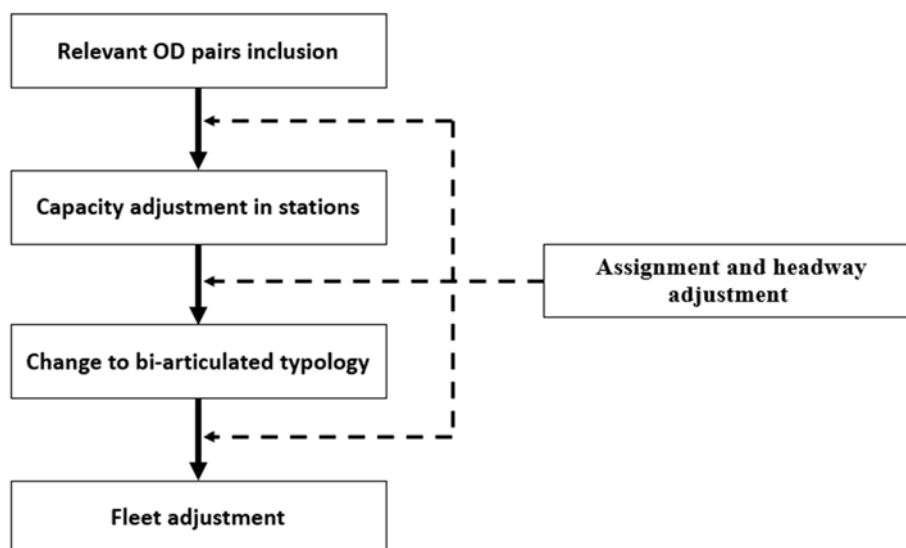 Relevant OD pairs inclusion
Capacity adjustment in stations
Assignment and headway
adjustment
Change to bi-articulated typology
Fleet adjustment